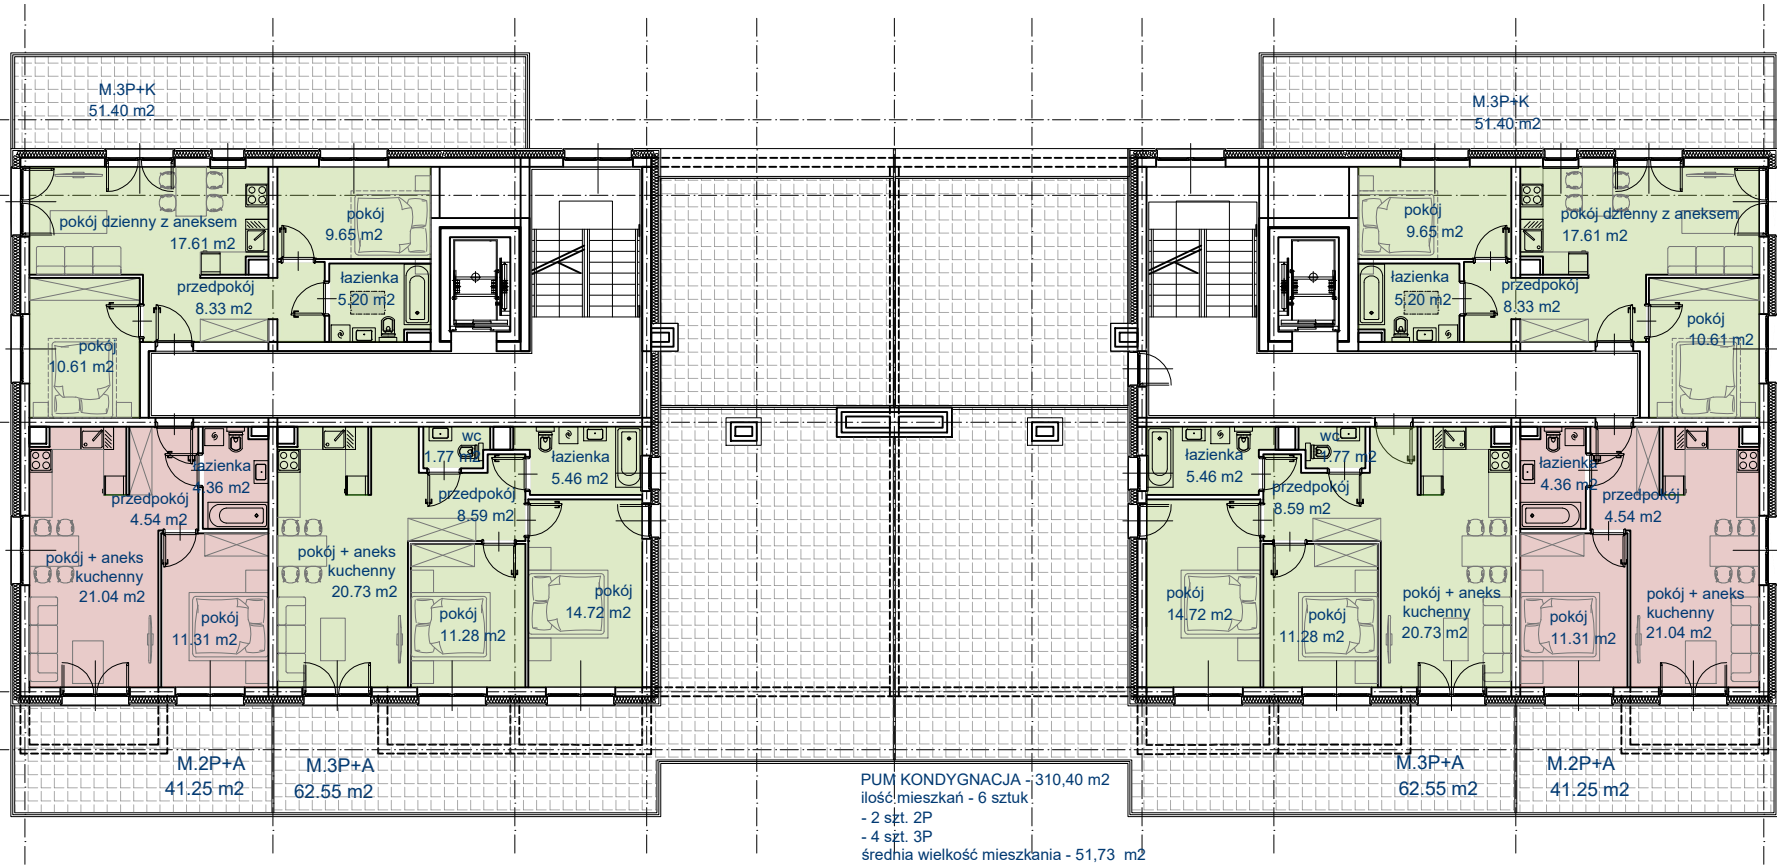 M.3P+K
51.40 m2
M.3P+K
51.40 m2
pokój dzienny z aneksem
17.61 m2
pokój
9.65 m2
przedpokój
8.33 m2
łazienka
5.20 m2
pokój
10.61 m2
pokój
9.65 m2
pokój dzienny z aneksem
17.61 m2
łazienka
5.20 m2
przedpokój
8.33 m2
pokój
10.61 m2
łazienka
4.36 m2
przedpokój
4.54 m2
pokój + aneks
kuchenny
21.04 m2
pokój
11.31 m2
wc
1.77 m2
łazienka
5.46 m2
przedpokój
8.59 m2
pokój + aneks
kuchenny
20.73 m2
pokój
11.28 m2
pokój
14.72 m2
łazienka
5.46 m2
wc
1.77 m2
przedpokój
8.59 m2
pokój
14.72 m2
pokój
11.28 m2
pokój + aneks
kuchenny
20.73 m2
łazienka
4.36 m2
przedpokój
4.54 m2
pokój
11.31 m2
pokój + aneks
kuchenny
21.04 m2
M.2P+A
41.25 m2
M.3P+A
62.55 m2
M.3P+A
62.55 m2
M.2P+A
41.25 m2
PUM KONDYGNACJA - 310,40 m2
ilość mieszkań - 6 sztuk
- 2 szt. 2P
- 4 szt. 3P
średnia wielkość mieszkania - 51,73 m2